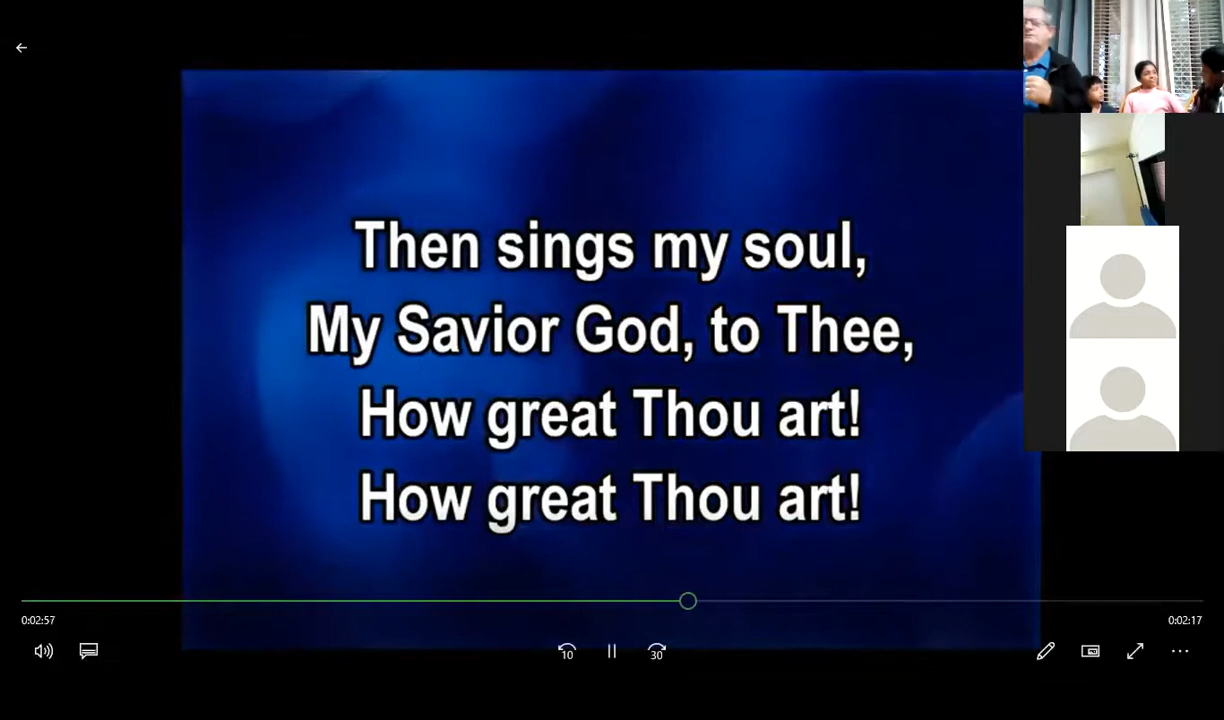 Then sings my soul,
My Savior God, to Thee,
How great Thou art!
How great Thou art!
0:02:57
0:02:17
10
30